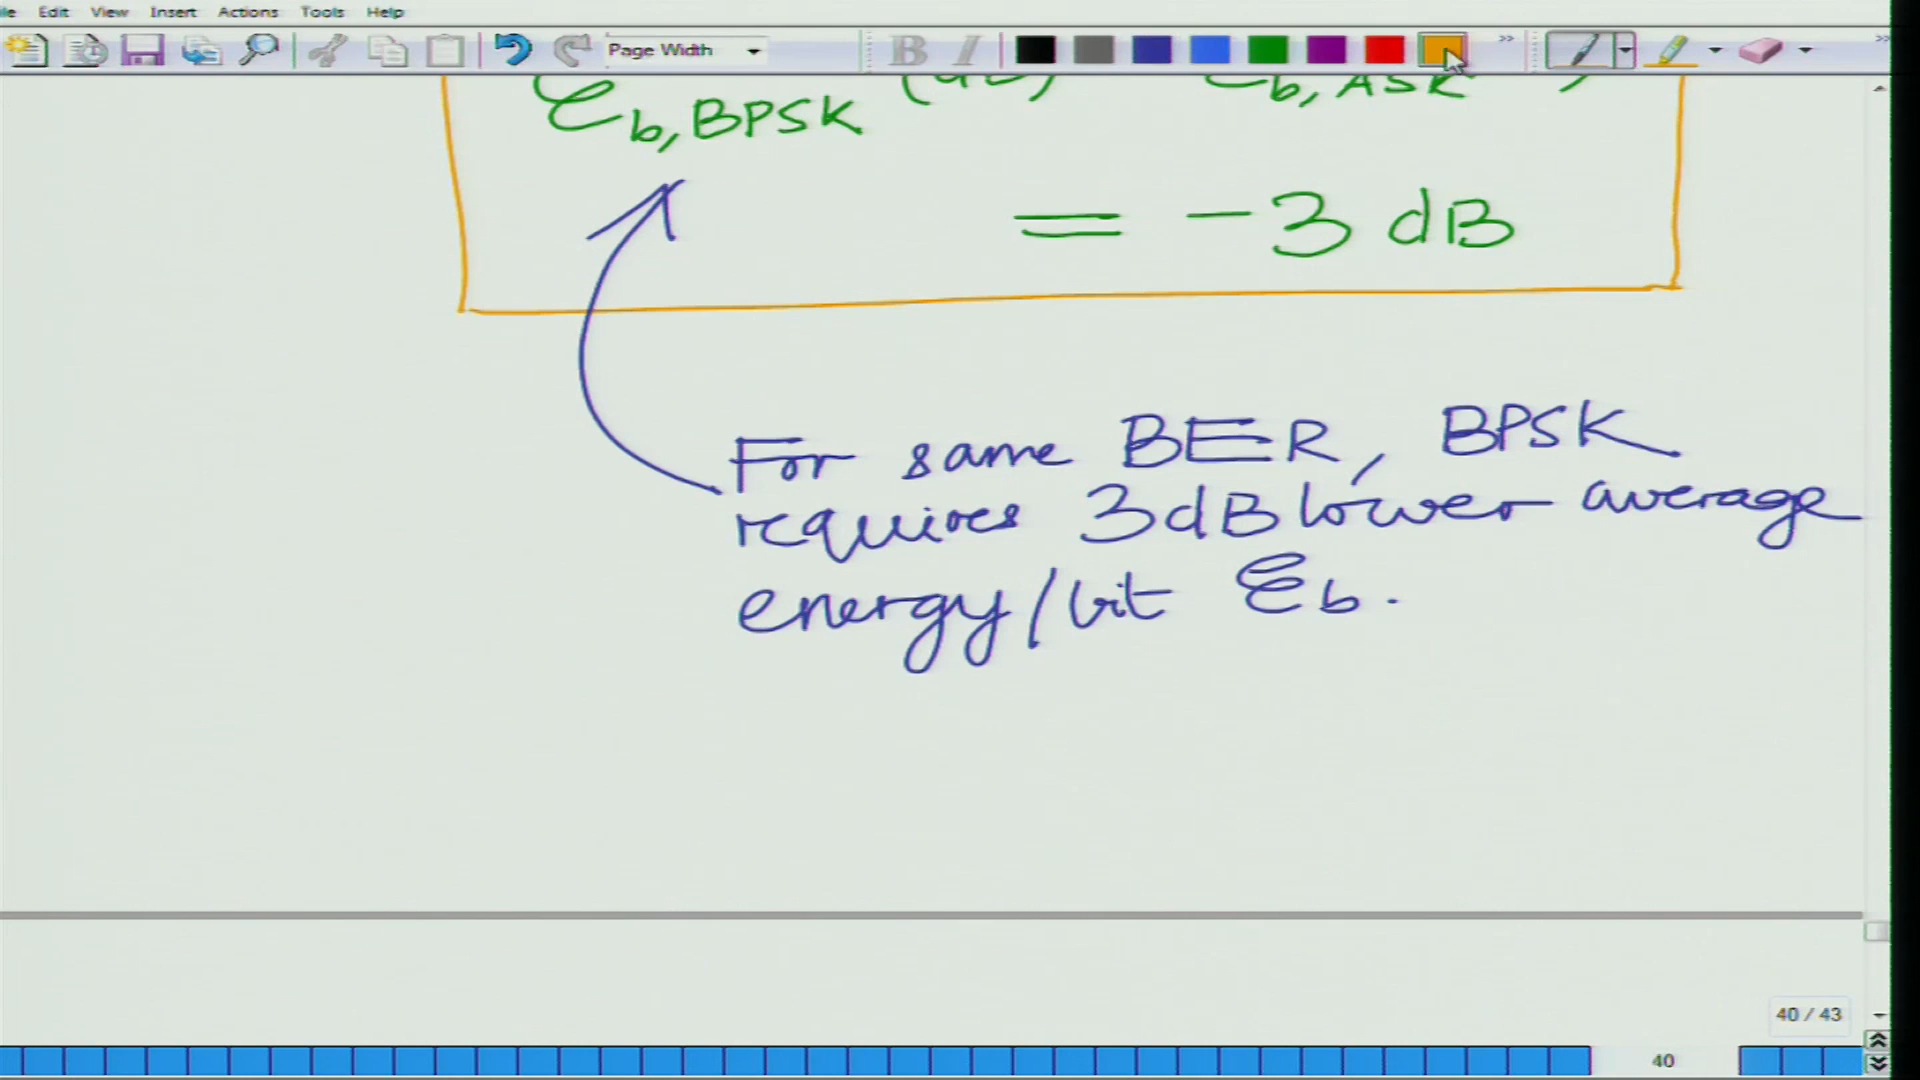 Edit View Insert Actions Tools Help
Page Width B I
ℰb, BPSK b, ASK
= -3 dB
For same BER, BPSK
requires 3dB lower average
energy/bit ℰb.
40 / 43
40